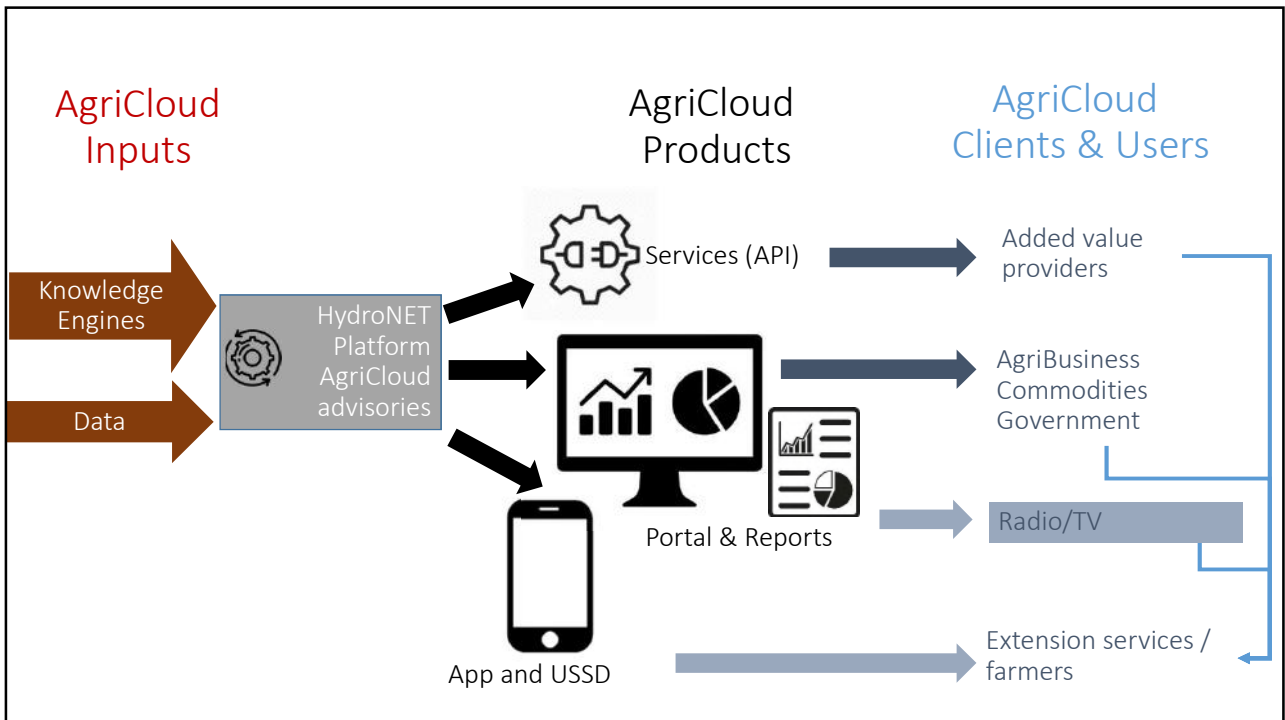 AgriCloud
Inputs
AgriCloud
Products
AgriCloud
Clients & Users
Knowledge
Engines
Data
HydroNET
Platform
AgriCloud
advisories
Services (API)
Added value
providers
AgriBusiness
Commodities
Government
Portal & Reports
Radio/TV
App and USSD
Extension services /
farmers